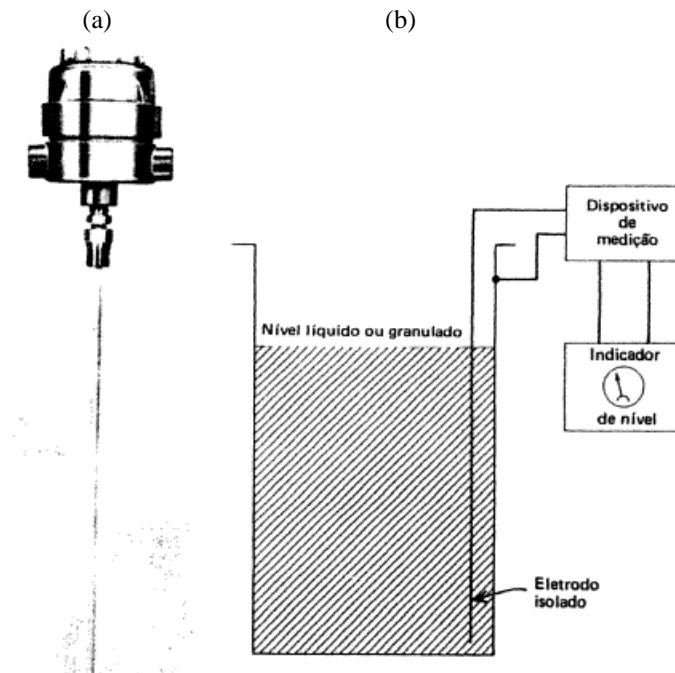 (a)
(b)
Dispositivo
de
medição
Nível líquido ou granulado
Indicador
de nível
Eletrodo
isolado